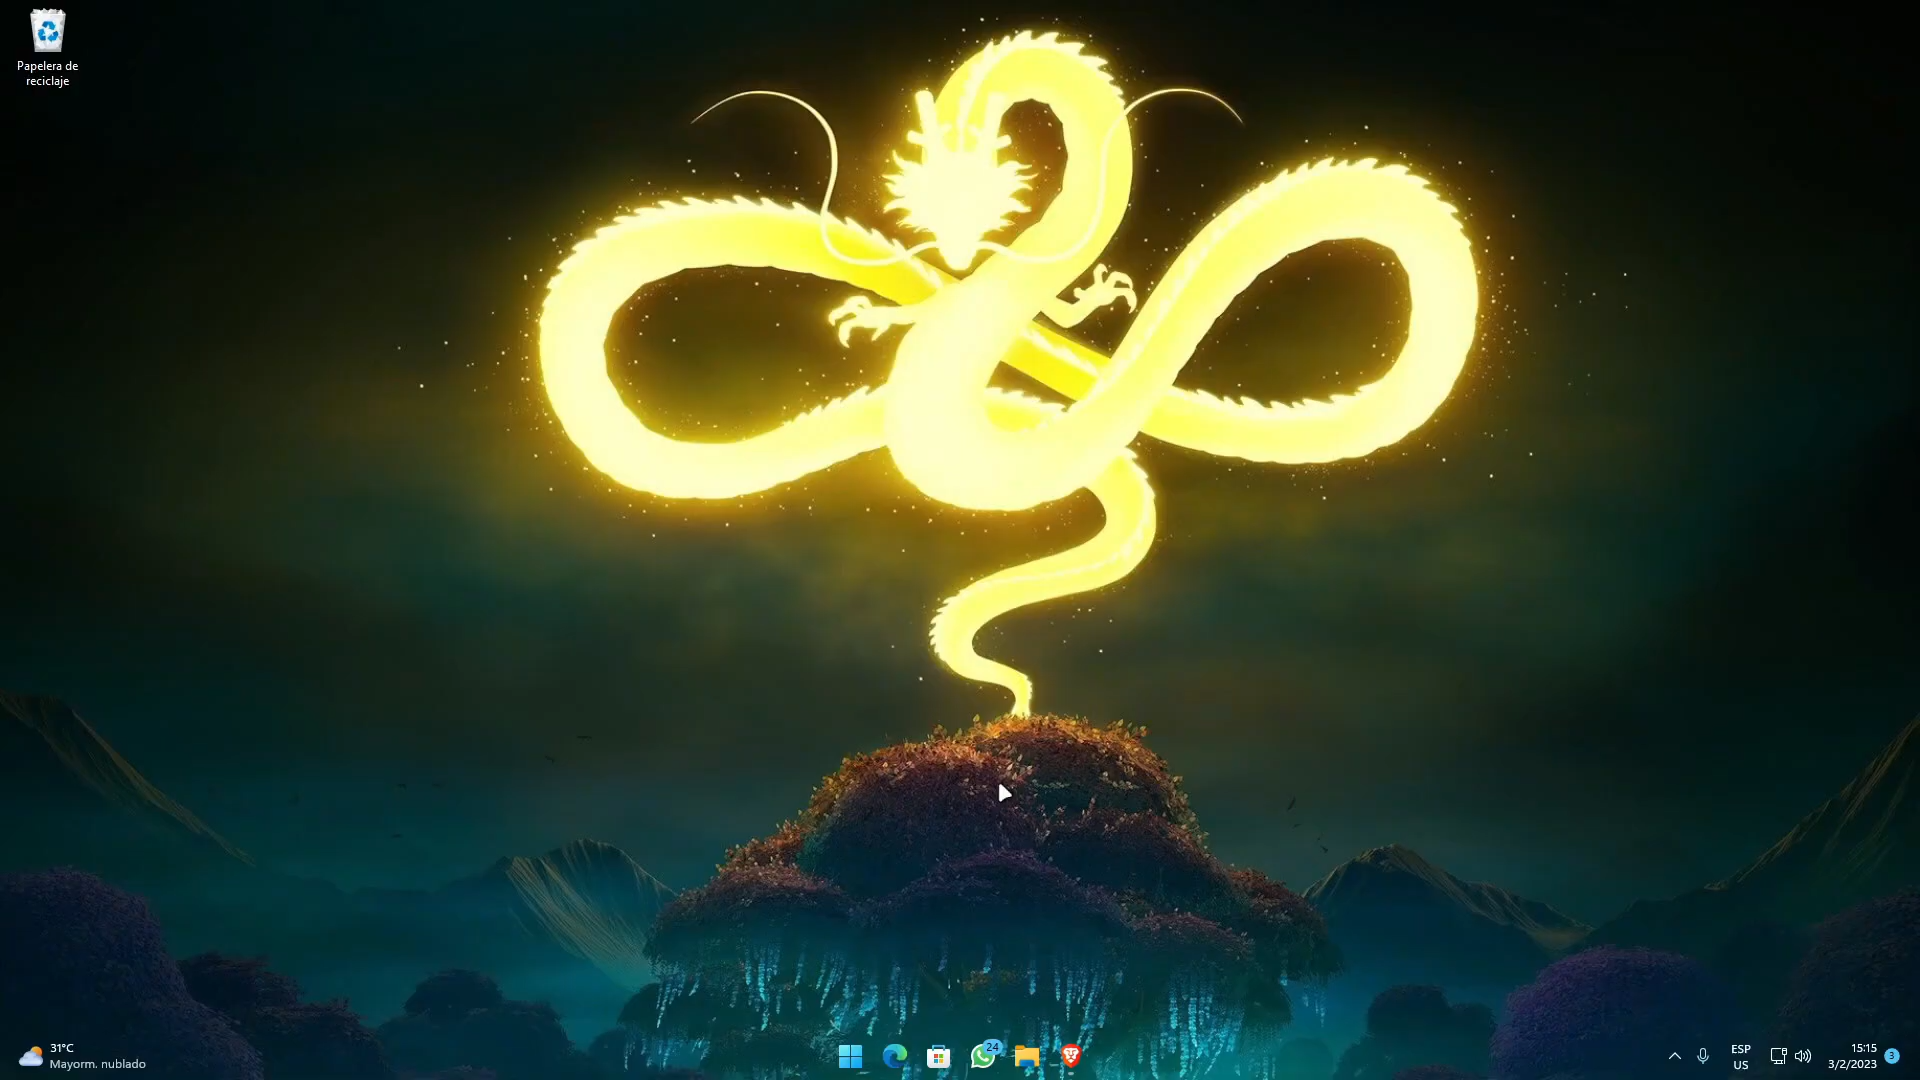 Papelera de
reciclaje
31°C
Mayorm. nublado
24
ESP
US
15:15
3/2/2023
3